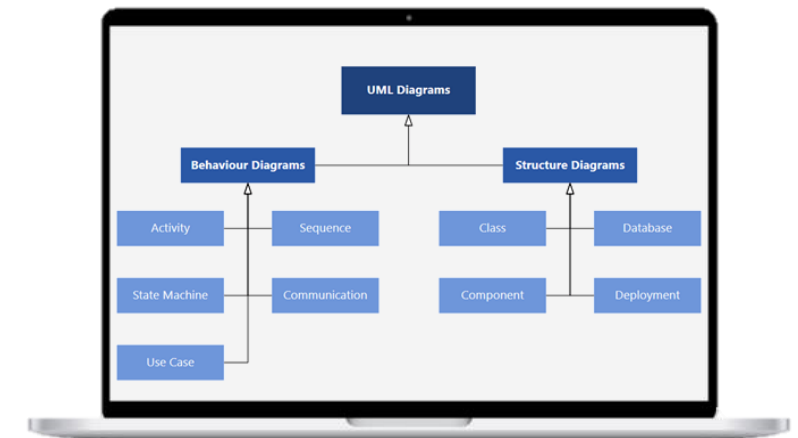 UML Diagrams
Behaviour Diagrams
Structure Diagrams
Activity
Sequence
Class
Database
State Machine
Communication
Component
Deployment
Use Case